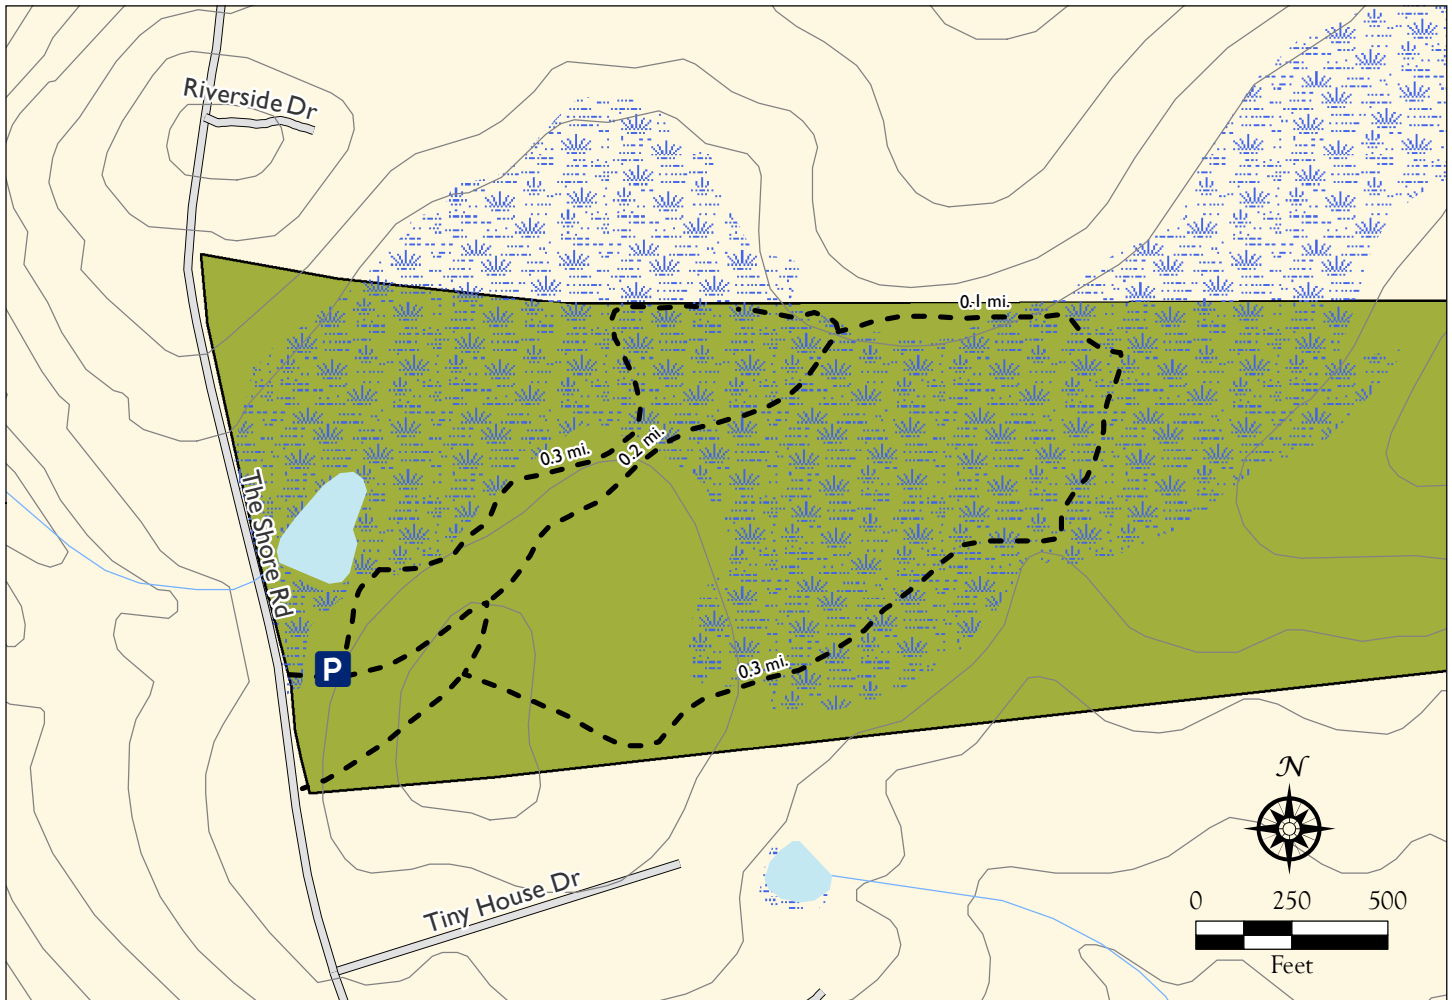 Riverside Dr
0.1 mi.
0.3 mi.
0.2 mi.
The Shore Rd
P
0.3 mi.
N
Tiny House Dr
0 250 500
Feet